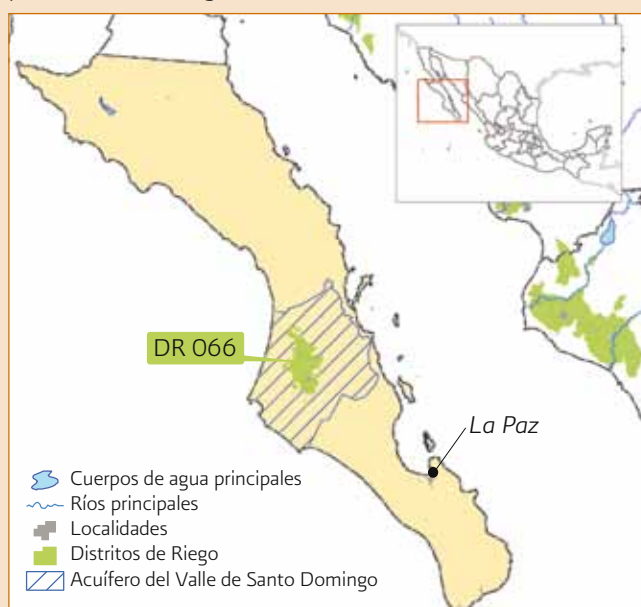 DR 066
La Paz
Cuerpos de agua principales
Ríos principales
Localidades
Distritos de Riego
Acuífero del Valle de Santo Domingo